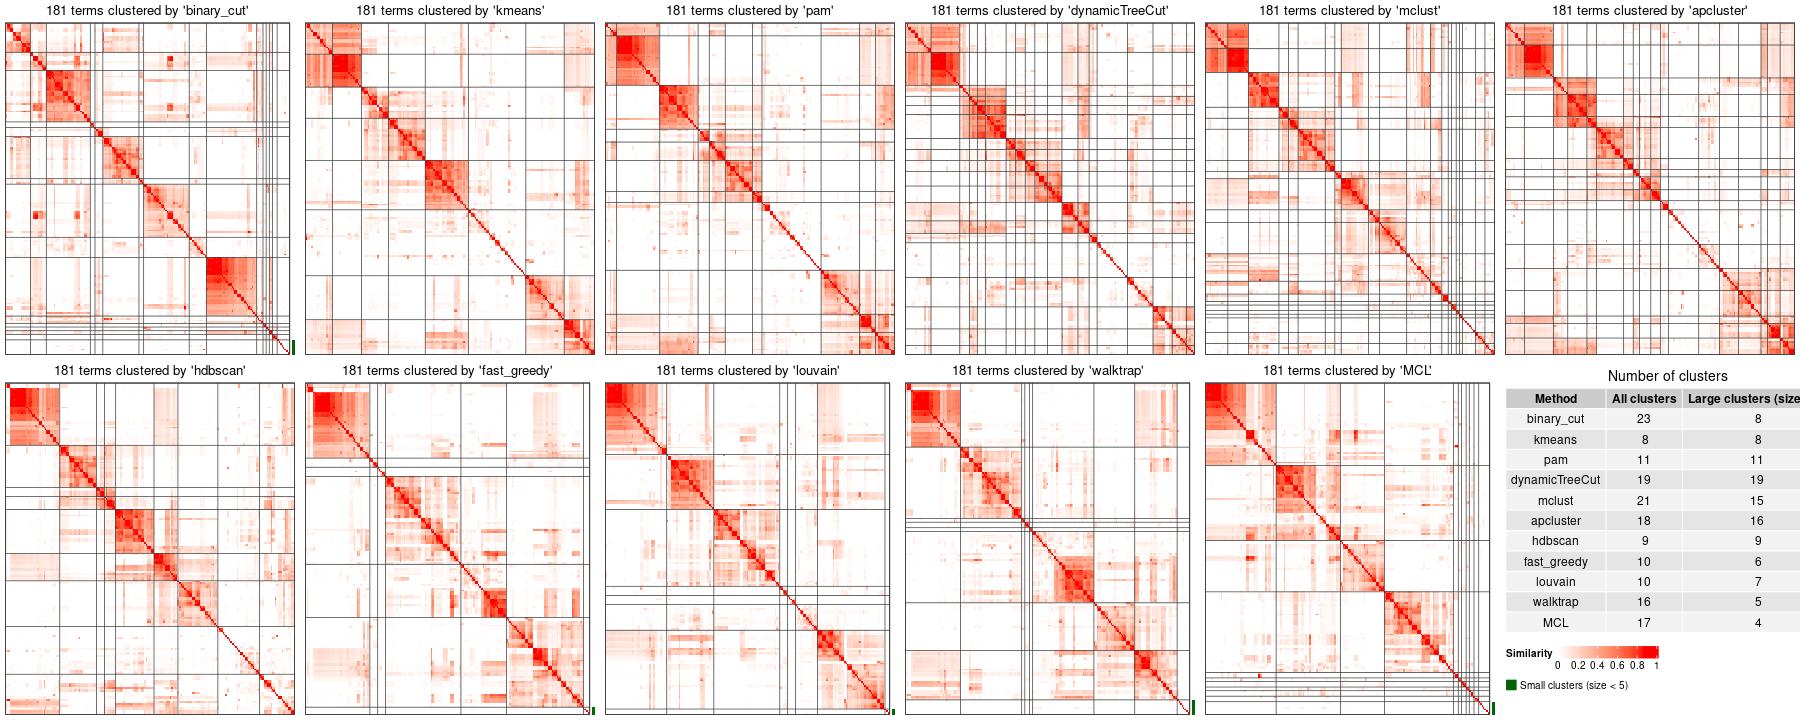 181 terms clustered by 'binary_cut'
181 terms clustered by 'kmeans'
181 terms clustered by 'pam'
181 terms clustered by 'dynamicTreeCut'
181 terms clustered by 'mclust'
181 terms clustered by 'apcluster'
181 terms clustered by 'hdbscan'
181 terms clustered by 'fast_greedy'
181 terms clustered by 'louvain'
181 terms clustered by 'walktrap'
181 terms clustered by 'MCL'
Number of clusters
Method All clusters Large clusters (size
binary_cut 23 8
kmeans 8 8
pam 11 11
dynamicTreeCut 19 19
mclust 21 15
apcluster 18 16
hdbscan 9 9
fast_greedy 10 6
louvain 10 7
walktrap 16 5
MCL 17 4
Similarity
0 0.2 0.4 0.6 0.8 1
Small clusters (size < 5)